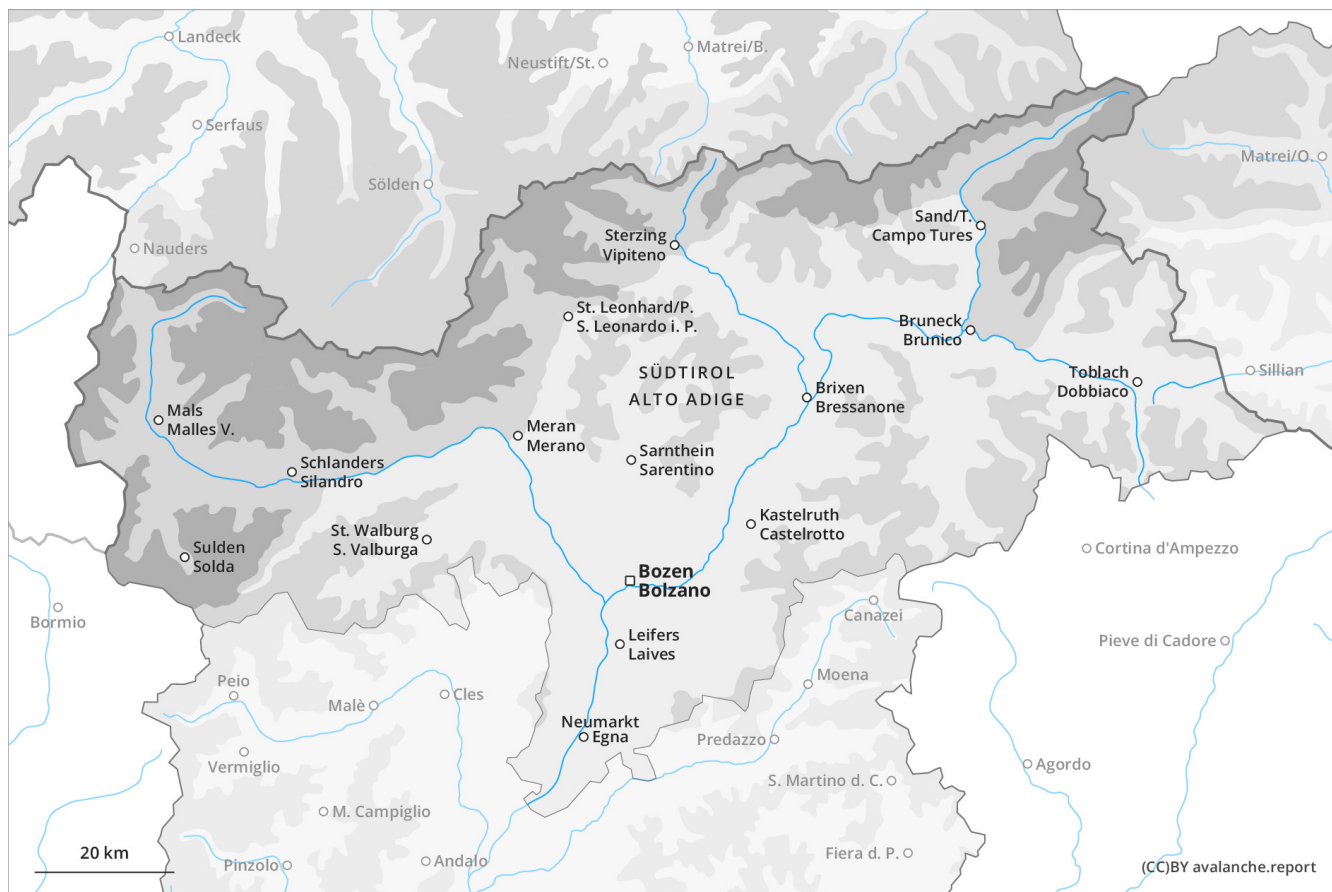 Landeck
Neustift/St.
Matrei/B.
Serfaus
Sölden
Matrei/O.
Nauders
Sterzing
Vipiteno
Sand/T.
Campo Tures
St. Leonhard/P.
S. Leonardo i. P.
Bruneck
Brunico
SÜDTIROL
ALTO ADIGE
Brixen
Bressanone
Toblach
Dobbiaco
Sillian
Mals
Malles V.
Meran
Merano
Schlanders
Silandro
Sarnthein
Sarentino
St. Walburg
S. Valburga
Kastelruth
Castelrotto
Sulden
Solda
Cortina d'Ampezzo
Bozen
Bolzano
Bormio
Canazei
Leifers
Laives
Pieve di Cadore
Peio
Malè
Cles
Moena
Neumarkt
Egna
Predazzo
Vermiglio
Agordo
S. Martino d. C.
M. Campiglio
20 km
Pinzolo
Andalo
Fiera d. P.
(CC)BY avalanche.report